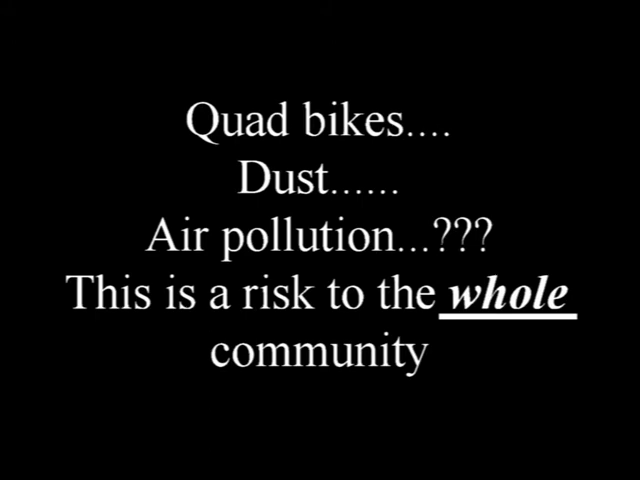 Quad bikes....
Dust......
Air pollution...???
This is a risk to the whole
community